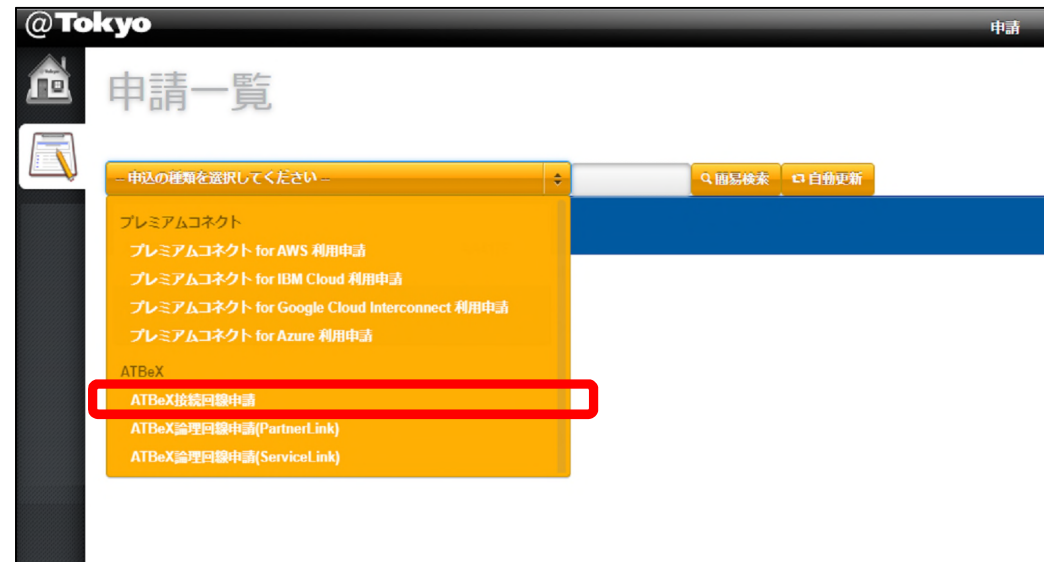 @Tokyo
申請
申請一覧
-- 申込の種類を選択してください --
簡易検索
自動更新
プレミアムコネクト
プレミアムコネクト for AWS 利用申請
プレミアムコネクト for IBM Cloud 利用申請
プレミアムコネクト for Google Cloud Interconnect 利用申請
プレミアムコネクト for Azure 利用申請
ATBeX
ATBeX接続回線申請
ATBeX論理回線申請(PartnerLink)
ATBeX論理回線申請(ServiceLink)